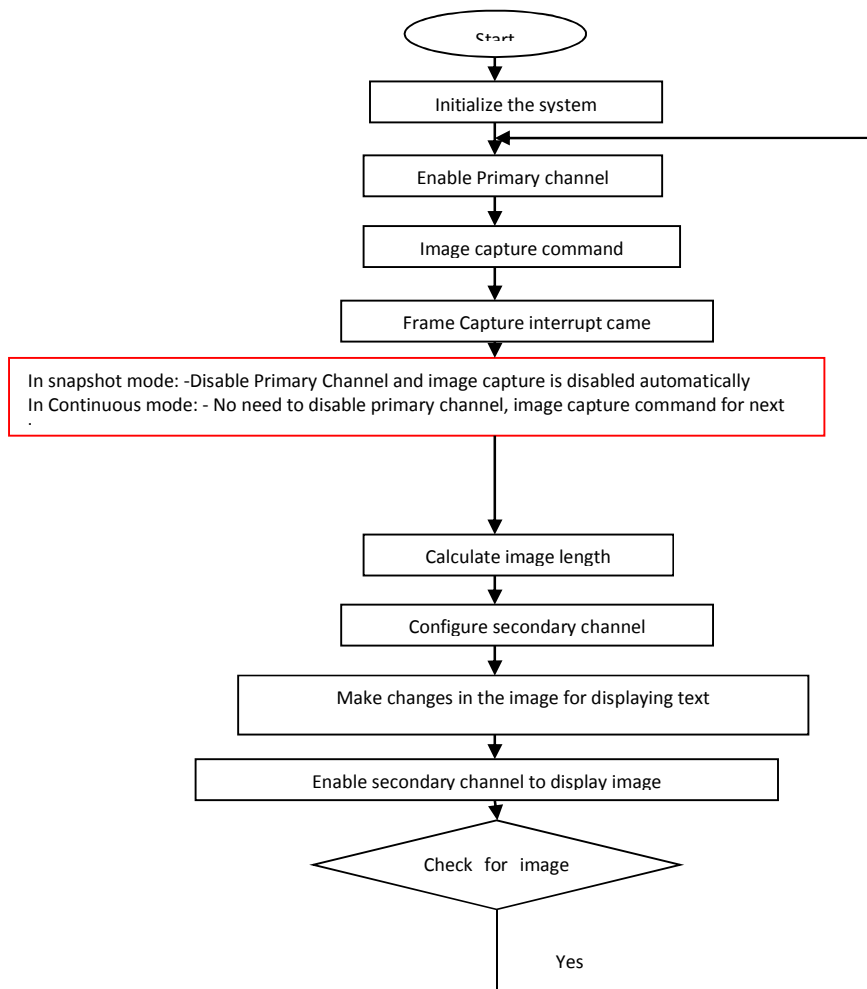 Start
Initialize the system
Enable Primary channel
Image capture command
Frame Capture interrupt came
In snapshot mode: -Disable Primary Channel and image capture is disabled automatically
In Continuous mode: - No need to disable primary channel, image capture command for next
Calculate image length
Configure secondary channel
Make changes in the image for displaying text
Enable secondary channel to display image
Check for image
Yes